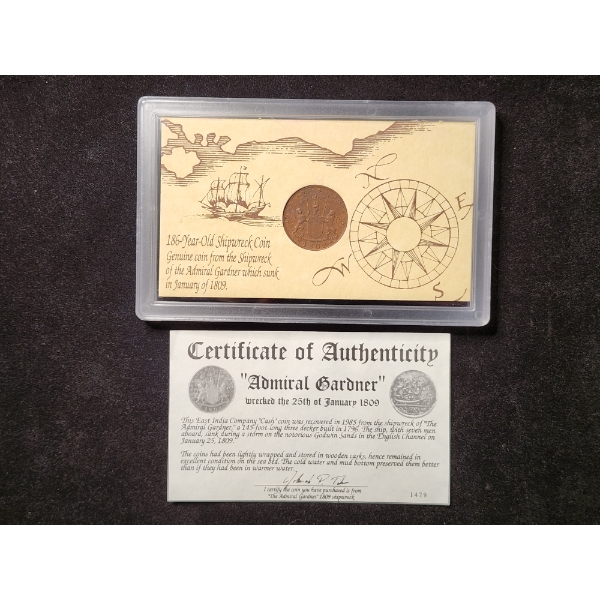 186-Year-Old Shipwreck Coin
Genuine coin from the Shipwreck
of the Admiral Gardner which sunk
in January of 1809.
E
W
S
Certificate of Authenticity
"Admiral Gardner"
wrecked the 25th of January 1809
This "East India Company "Cash" coin was recovered in 1985 from the shipwreck of "The
Admiral Gardner," a 145-foot-long three decker built in 1796. The ship, with seven men
aboard, sank during a storm on the notorious Godwin Sands in the English Channel on
January 25, 1809."
The coins had been lightly wrapped and stored in wooden casks, hence remained in
excellent condition on the sea bed. The cold water and mud bottom preserved them better
than if they had been in warmer water.
I certify the coin you have purchased is from
"The Admiral Gardner" 1809 shipwreck
1479